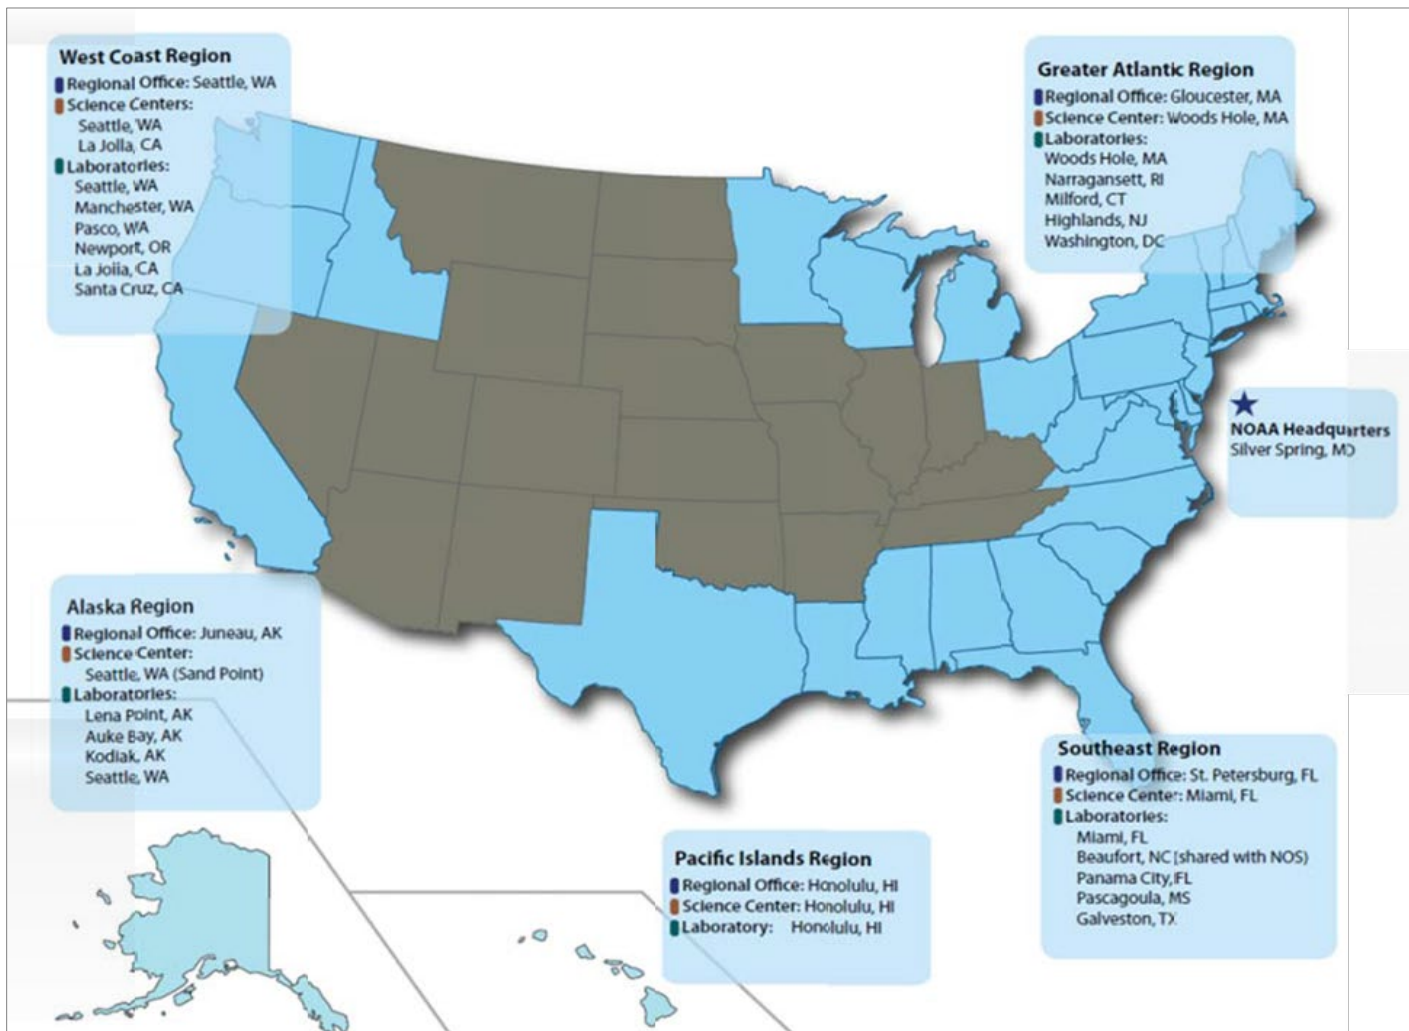 West Coast Region
Regional Office: Seattle, WA
Science Centers:
Seattle, WA
La Jolla, CA
Laboratories:
Seattle, WA
Manchester, WA
Pasco, WA
Newport, OR
La Jolla, CA
Santa Cruz, CA
Greater Atlantic Region
Regional Office: Gloucester, MA
Science Center: Woods Hole, MA
Laboratories:
Woods Hole, MA
Narragansett, RI
Milford, CT
Highlands, NJ
Washington, DC
NOAA Headquarters
Silver Spring, MD
Alaska Region
Regional Office: Juneau, AK
Science Center:
Seattle, WA (Sand Point)
Laboratories:
Lena Point, AK
Auke Bay, AK
Kodiak, AK
Seattle, WA
Pacific Islands Region
Regional Office: Honolulu, HI
Science Center: Honolulu, HI
Laboratory: Honolulu, HI
Southeast Region
Regional Office: St. Petersburg, FL
Science Center: Miami, FL
Laboratories:
Miami, FL
Beaufort, NC (shared with NOS)
Panama City, FL
Pascagoula, MS
Galveston, TX